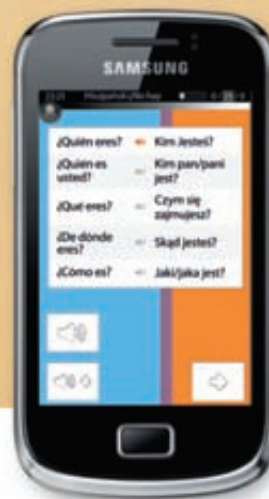 SAMSUNG
¿Quién eres? Kim Jesteś?
¿Quién es usted? Kim pan/pani jest?
¿Qué eres? Czym się zajmujesz?
¿De dónde eres? Skąd jesteś?
¿Cómo es? Jaki/jaka jest?